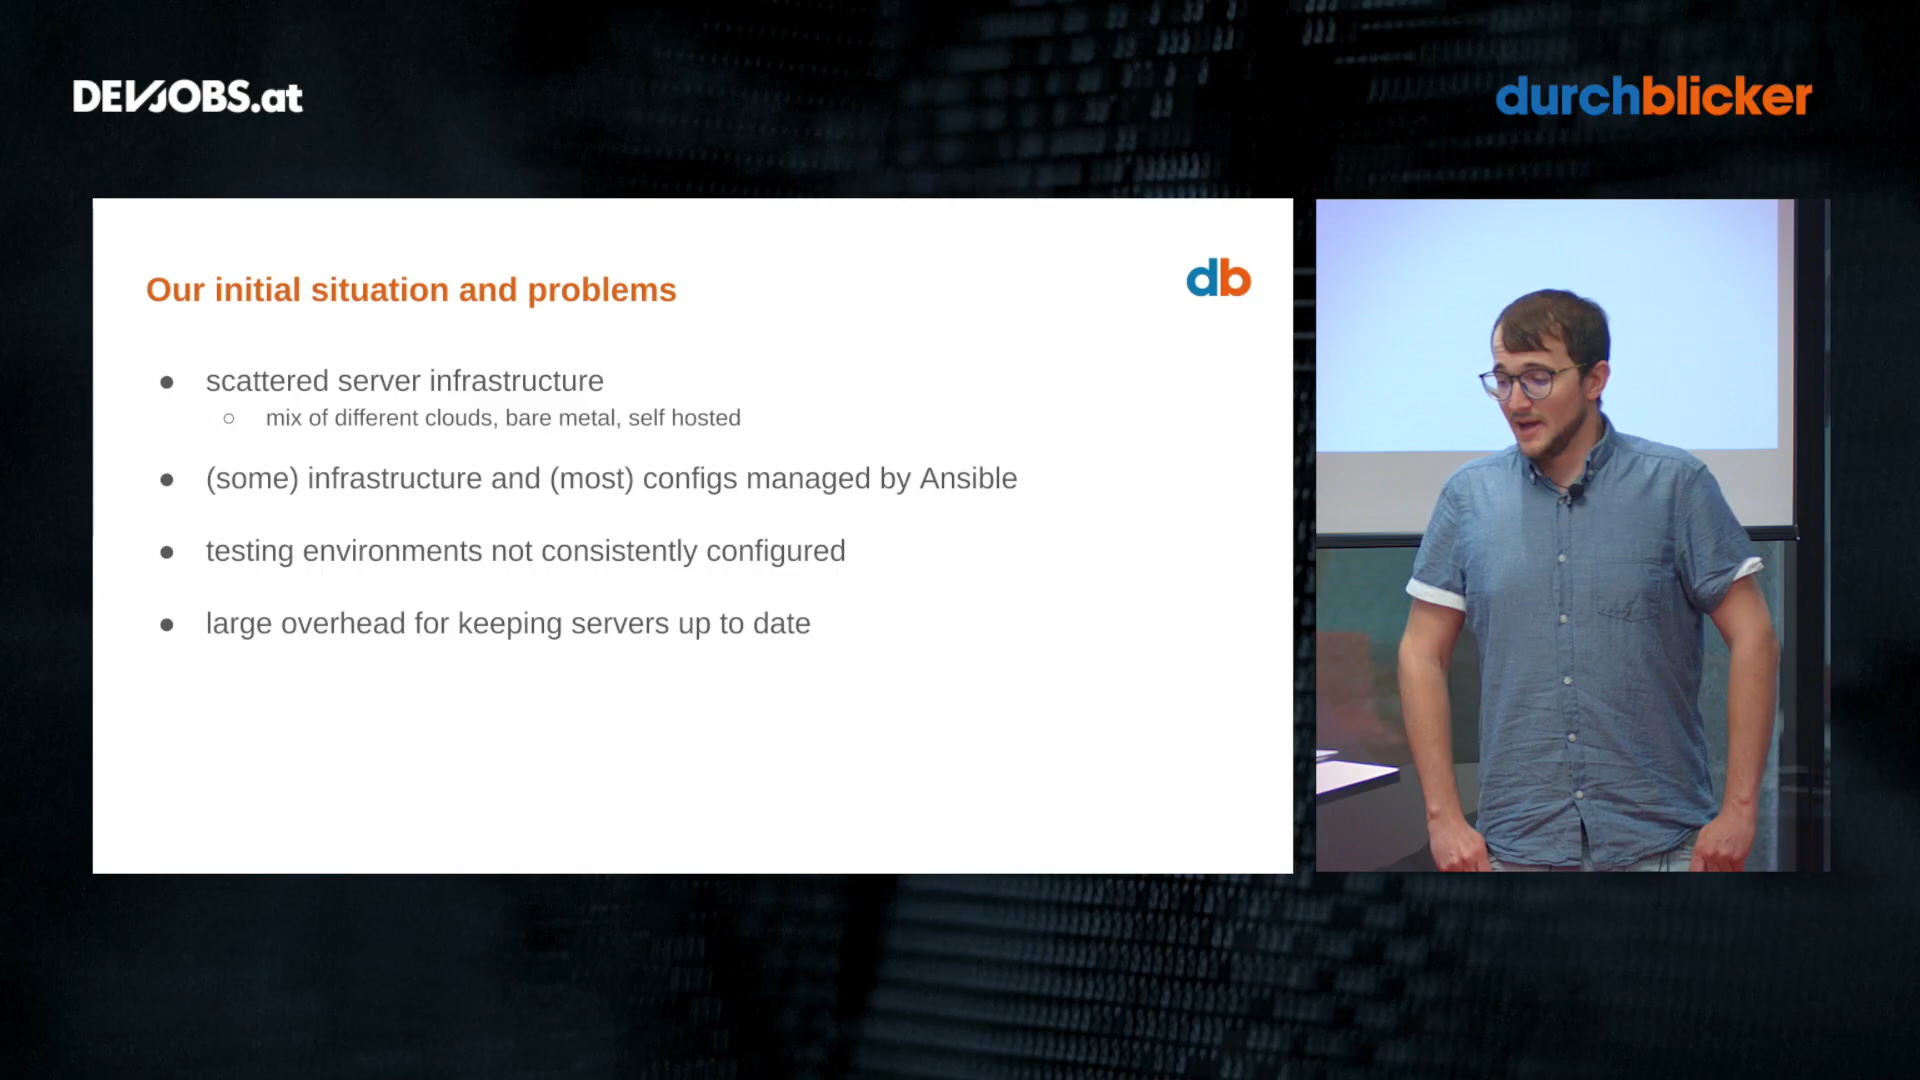 DEVJOBS.at
durchblicker
db
Our initial situation and problems
● scattered server infrastructure
○ mix of different clouds, bare metal, self hosted
● (some) infrastructure and (most) configs managed by Ansible
● testing environments not consistently configured
● large overhead for keeping servers up to date